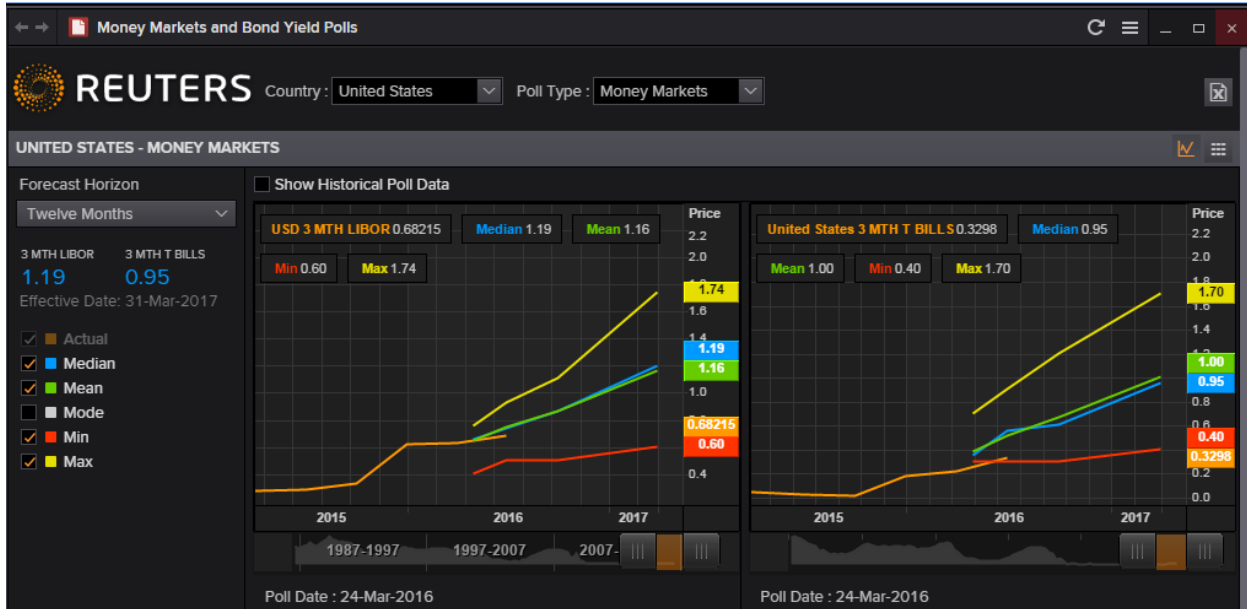 Money Markets and Bond Yield Polls
REUTERS Country : United States Poll Type : Money Markets
UNITED STATES - MONEY MARKETS
Forecast Horizon
Twelve Months
3 MTH LIBOR 3 MTH T BILLS
1.19 0.95
Effective Date: 31-Mar-2017
Actual
Median
Mean
Mode
Min
Max
Show Historical Poll Data
USD 3 MTH LIBOR 0.68215 Median 1.19 Mean 1.16
Min 0.60 Max 1.74
Price
2.2
2.0
1.74
1.6
1.4
1.19
1.16
1.0
0.68215
0.60
0.4
2015 2016 2017
1987-1997 1997-2007 2007-
Poll Date : 24-Mar-2016
United States 3 MTH T BILLS 0.3298 Median 0.95
Mean 1.00 Min 0.40 Max 1.70
Price
2.2
2.0
1.8
1.70
1.4
1.00
0.95
0.8
0.6
0.40
0.3298
0.2
0.0
2015 2016 2017
Poll Date : 24-Mar-2016